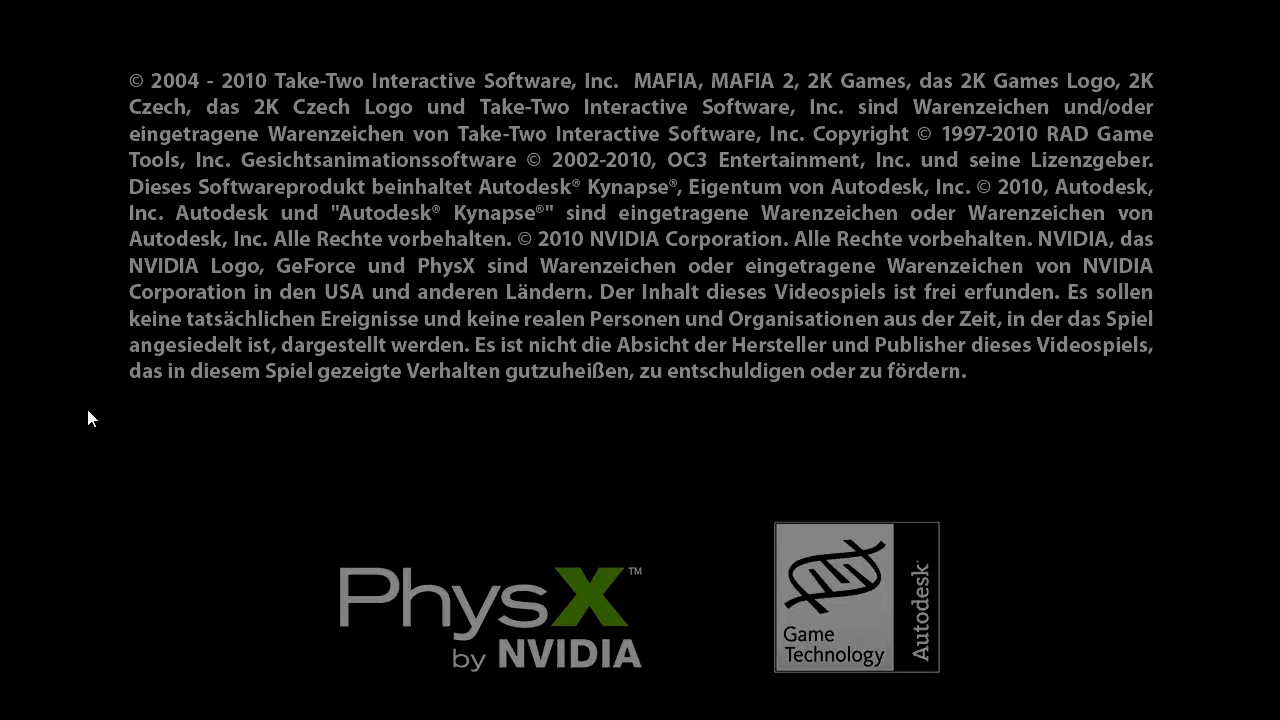 © 2004 - 2010 Take-Two Interactive Software, Inc.  MAFIA, MAFIA 2, 2K Games, das 2K Games Logo, 2K
Czech, das 2K Czech Logo und Take-Two Interactive Software, Inc. sind Warenzeichen und/oder
eingetragene Warenzeichen von Take-Two Interactive Software, Inc. Copyright © 1997-2010 RAD Game
Tools, Inc. Gesichtsanimationssoftware © 2002-2010, OC3 Entertainment, Inc. und seine Lizenzgeber.
Dieses Softwareprodukt beinhaltet Autodesk® Kynapse®, Eigentum von Autodesk, Inc. © 2010, Autodesk,
Inc. Autodesk und "Autodesk® Kynapse®" sind eingetragene Warenzeichen oder Warenzeichen von
Autodesk, Inc. Alle Rechte vorbehalten. © 2010 NVIDIA Corporation. Alle Rechte vorbehalten. NVIDIA, das
NVIDIA Logo, GeForce und PhysX sind Warenzeichen oder eingetragene Warenzeichen von NVIDIA
Corporation in den USA und anderen Ländern. Der Inhalt dieses Videospiels ist frei erfunden. Es sollen
keine tatsächlichen Ereignisse und keine realen Personen und Organisationen aus der Zeit, in der das Spiel
angesiedelt ist, dargestellt werden. Es ist nicht die Absicht der Hersteller und Publisher dieses Videospiels,
das in diesem Spiel gezeigte Verhalten gutzuheißen, zu entschuldigen oder zu fördern.
PhysX™
by NVIDIA
Game
Technology
Autodesk®